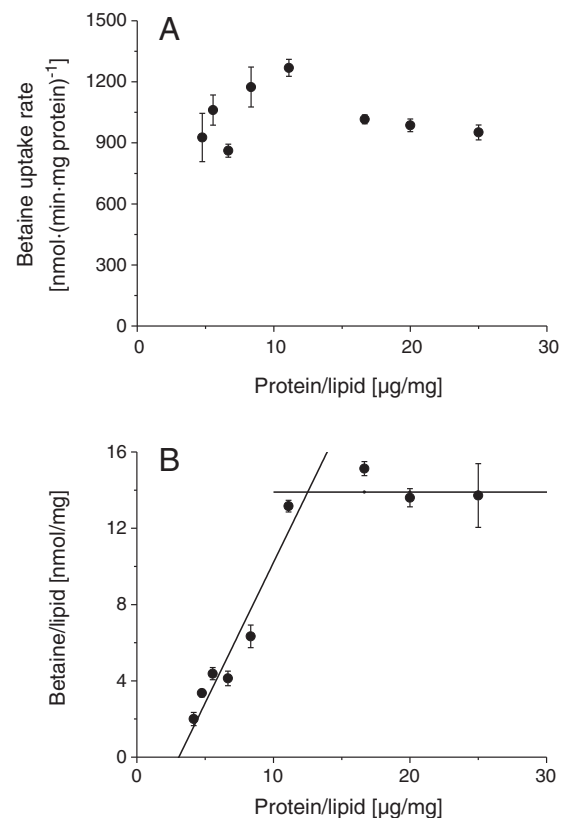 A
Betaine uptake rate
[nmol·(min·mg protein)⁻¹
1500
1200
900
600
300
0
0
10
20
30
Protein/lipid [µg/mg]
B
Betaine/lipid [nmol/mg]
16
12
8
4
0
0
10
20
30
Protein/lipid [µg/mg]